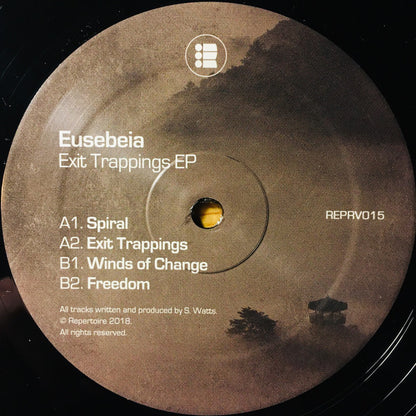 Eusebeia
Exit Trappings EP
REPRV015
A1. Spiral
A2. Exit Trappings
B1. Winds of Change
B2. Freedom
All tracks written and produced by S. Watts.
© Repertoire 2018.
All rights reserved.